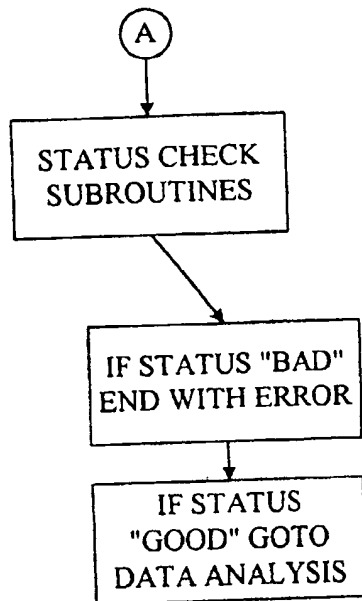 A
STATUS CHECK
SUBROUTINES
IF STATUS "BAD"
END WITH ERROR
IF STATUS
"GOOD" GOTO
DATA ANALYSIS